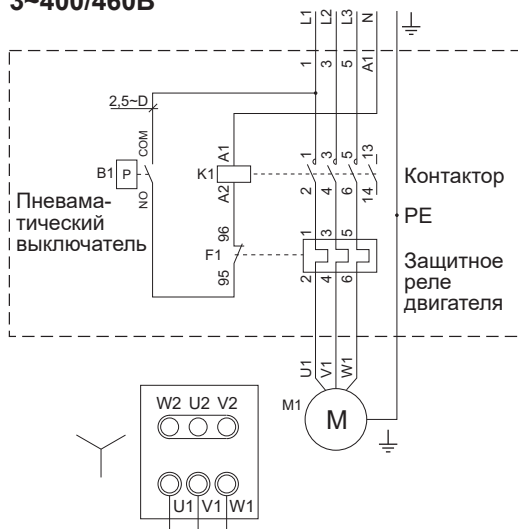 3~400/460В
L1 L2 L3 N
1 3 5 A1
2,5~D
COM
B1 P
NO
K1
A1
A2
1 3 5 13
2 4 6 14
Контактор
Пневама-
тический
выключатель
PE
F1
96
95
1 3 5
2 4 6
Защитное
реле
двигателя
U1 V1 W1
M1
M
W2 U2 V2
U1 V1 W1